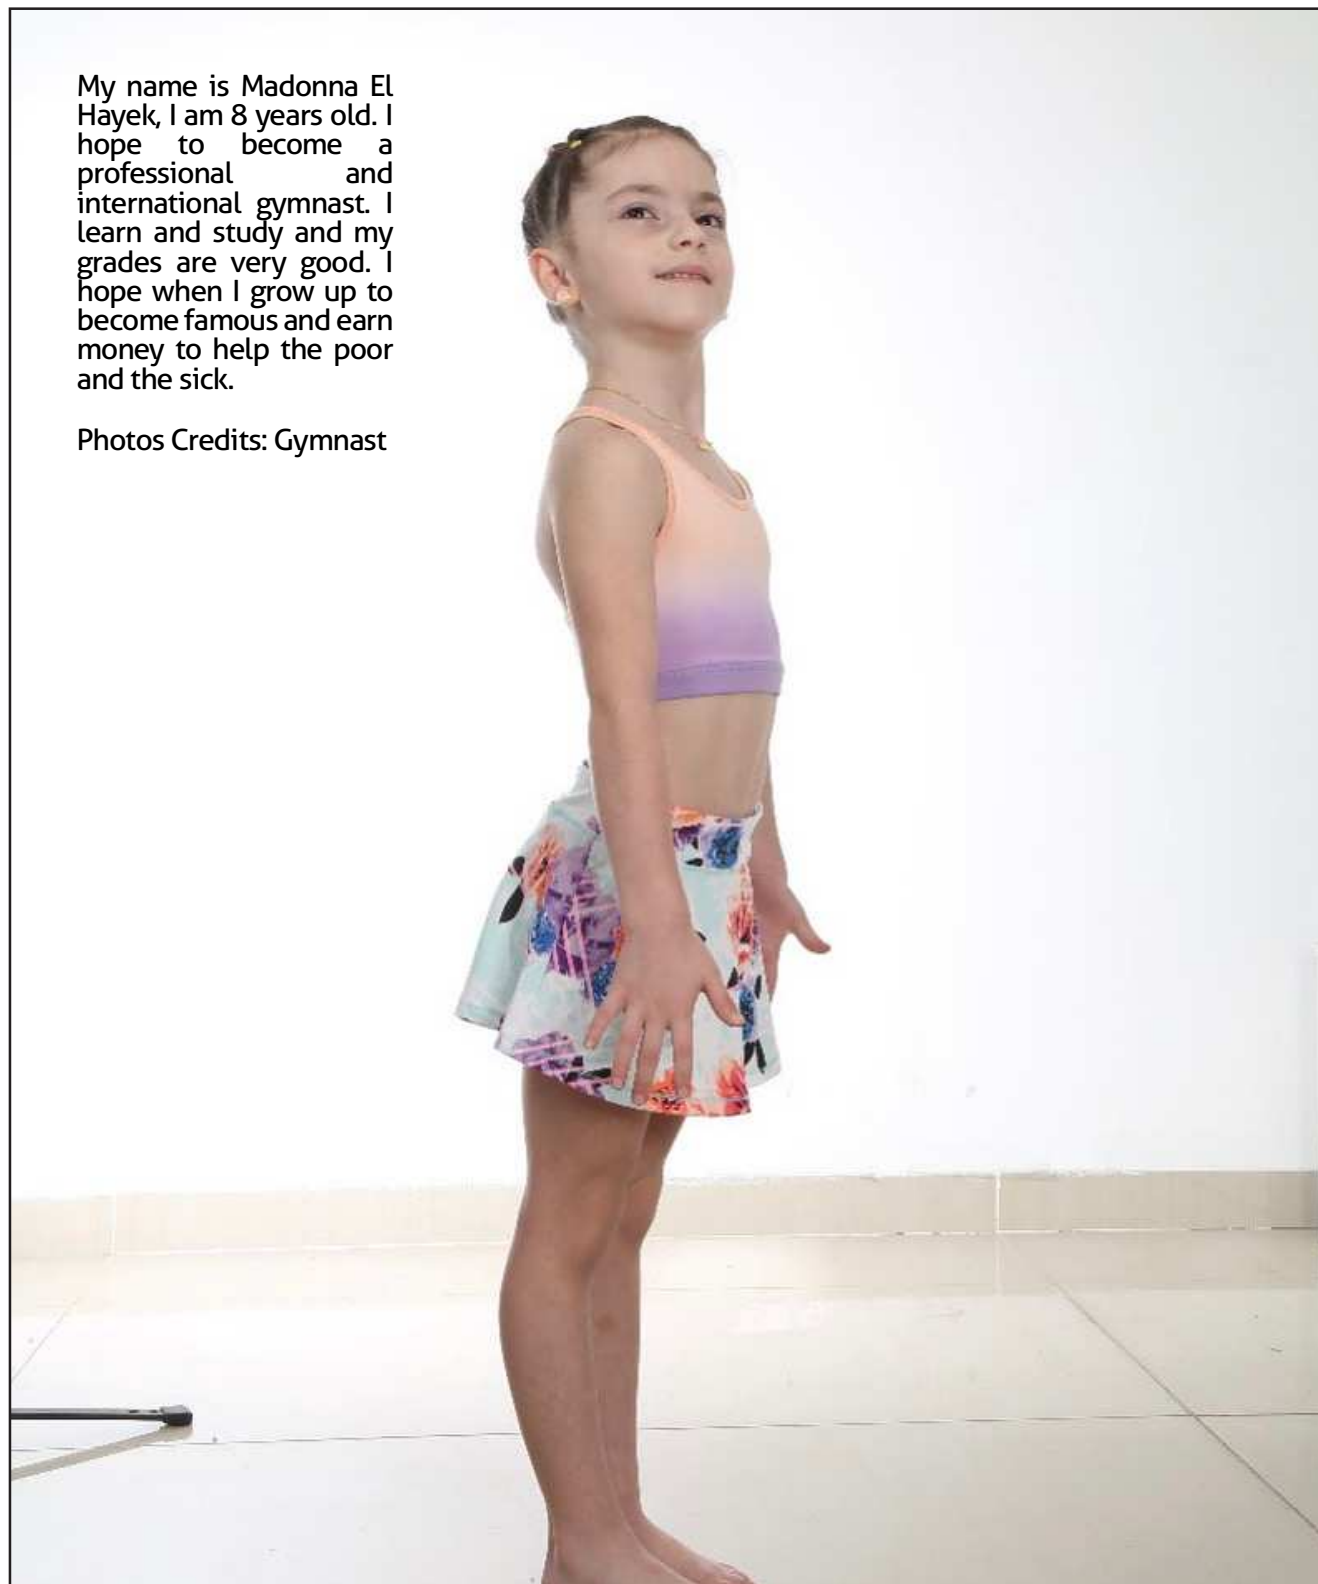 My name is Madonna El
Hayek, I am 8 years old. I
hope to become a
professional and
international gymnast. I
learn and study and my
grades are very good. I
hope when I grow up to
become famous and earn
money to help the poor
and the sick.
Photos Credits: Gymnast